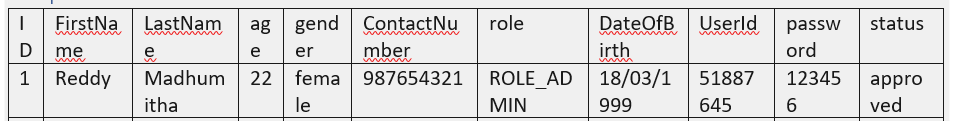 ID FirstName LastName age gender ContactNumber role DateOfBirth UserId password status
1 Reddy Madhumitha 22 female 987654321 ROLE_ADMIN 18/03/1999 51887645 123456 approved